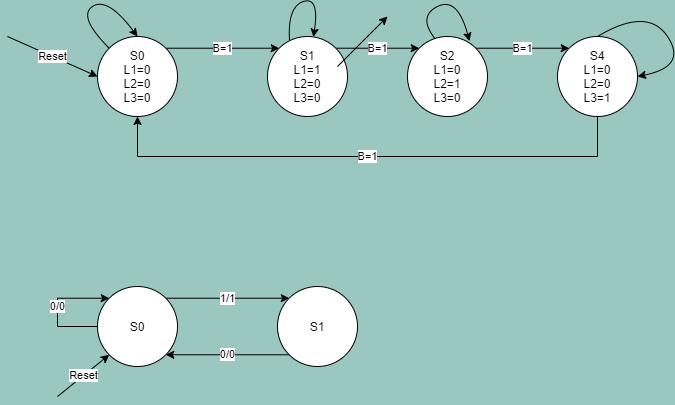 Reset
S0
L1=0
L2=0
L3=0
B=1
S1
L1=1
L2=0
L3=0
B=1
S2
L1=0
L2=1
L3=0
B=1
S4
L1=0
L2=0
L3=1
B=1
0/0
S0
1/1
S1
0/0
Reset